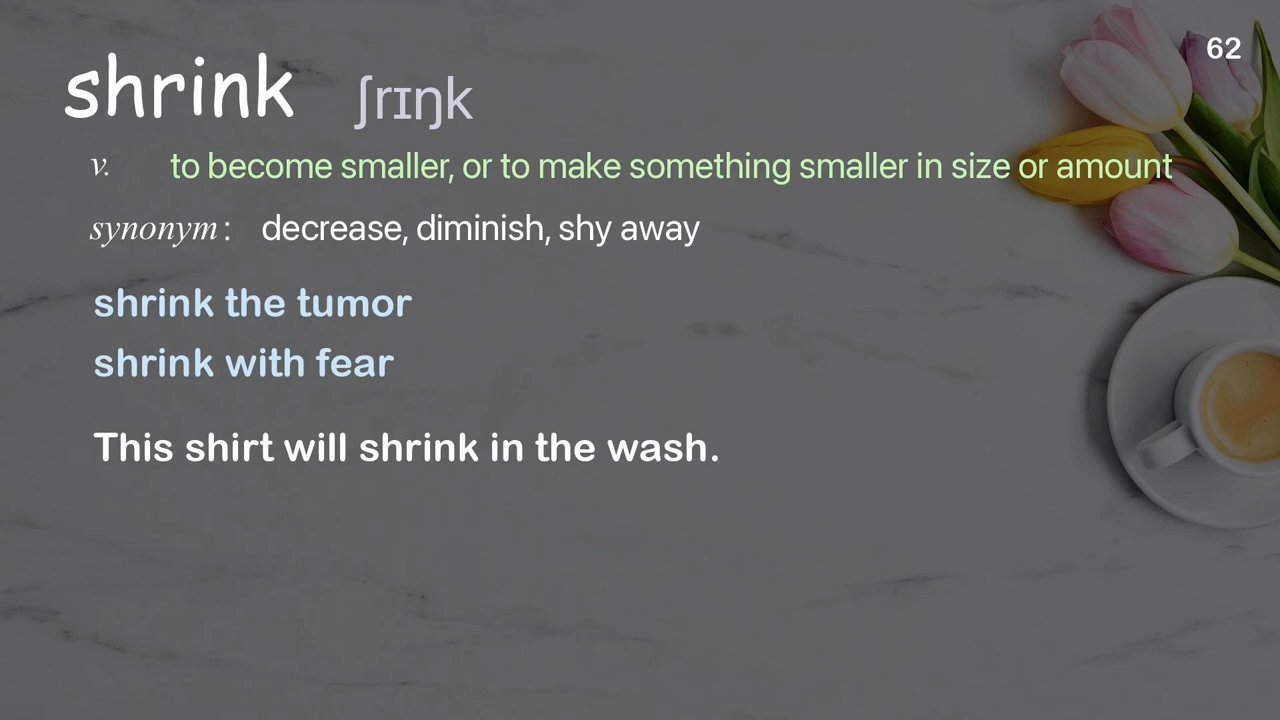 62
shrink ʃrɪŋk
v. to become smaller, or to make something smaller in size or amount
synonym: decrease, diminish, shy away
shrink the tumor
shrink with fear
This shirt will shrink in the wash.